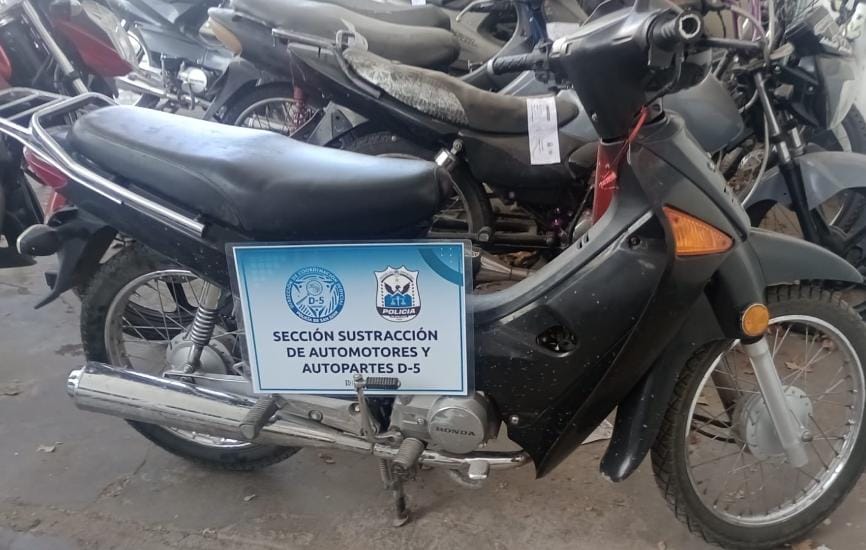 D-5
POLICIA
SECCIÓN SUSTRACCIÓN
DE AUTOMOTORES Y
AUTOPARTES D-5
HONDA